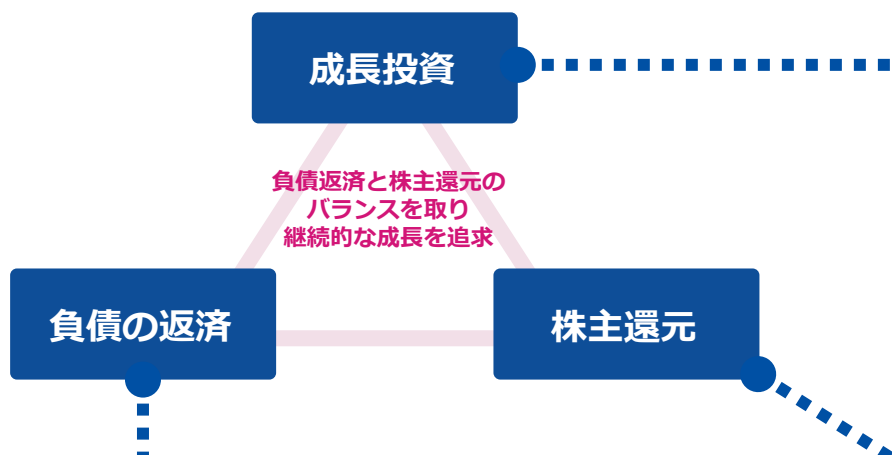 成長投資
負債返済と株主還元の
バランスを取り
継続的な成長を追求
負債の返済
株主還元